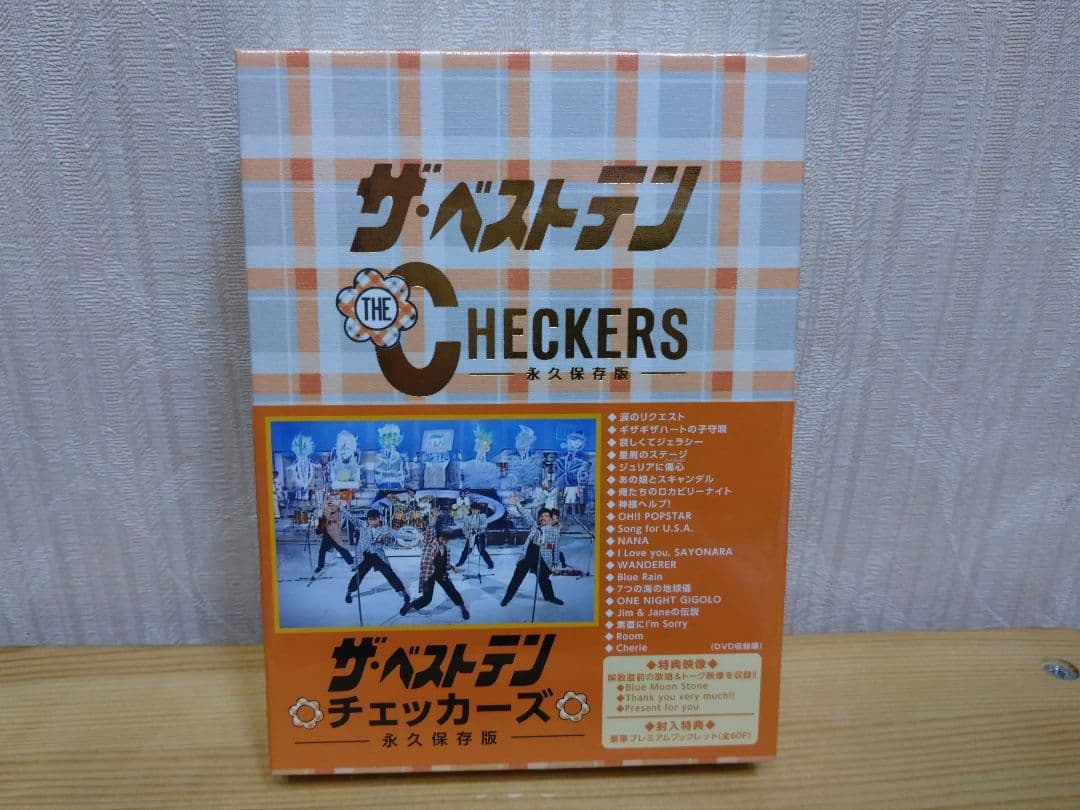 ザ・ベストテン
THE CHECKERS
永久保存版
◆涙のリクエスト
◆ギザギザハートの子守唄
◆哀しくてジェラシー
◆星屑のステージ
◆ジュリアに傷心
◆あの娘とスキャンダル
◆俺たちのロカビリーナイト
◆神様ヘルプ!
◆OH!! POPSTAR
◆Song for U.S.A.
◆NANA
◆I Love you, SAYONARA
◆WANDERER
◆Blue Rain
◆7つの海の地球儀
◆ONE NIGHT GIGOLO
◆Jim & Janeの伝説
◆素直にI'm Sorry
◆Room
◆Cherie (DVD収録順)
◆特典映像◆
解散直前の歌唱&トーク映像を収録!!
◆Blue Moon Stone
◆Thank you very much!!
◆Present for you
◆封入特典◆
豪華プレミアムブックレット(全60P)
ザ・ベストテン
チェッカーズ
永久保存版